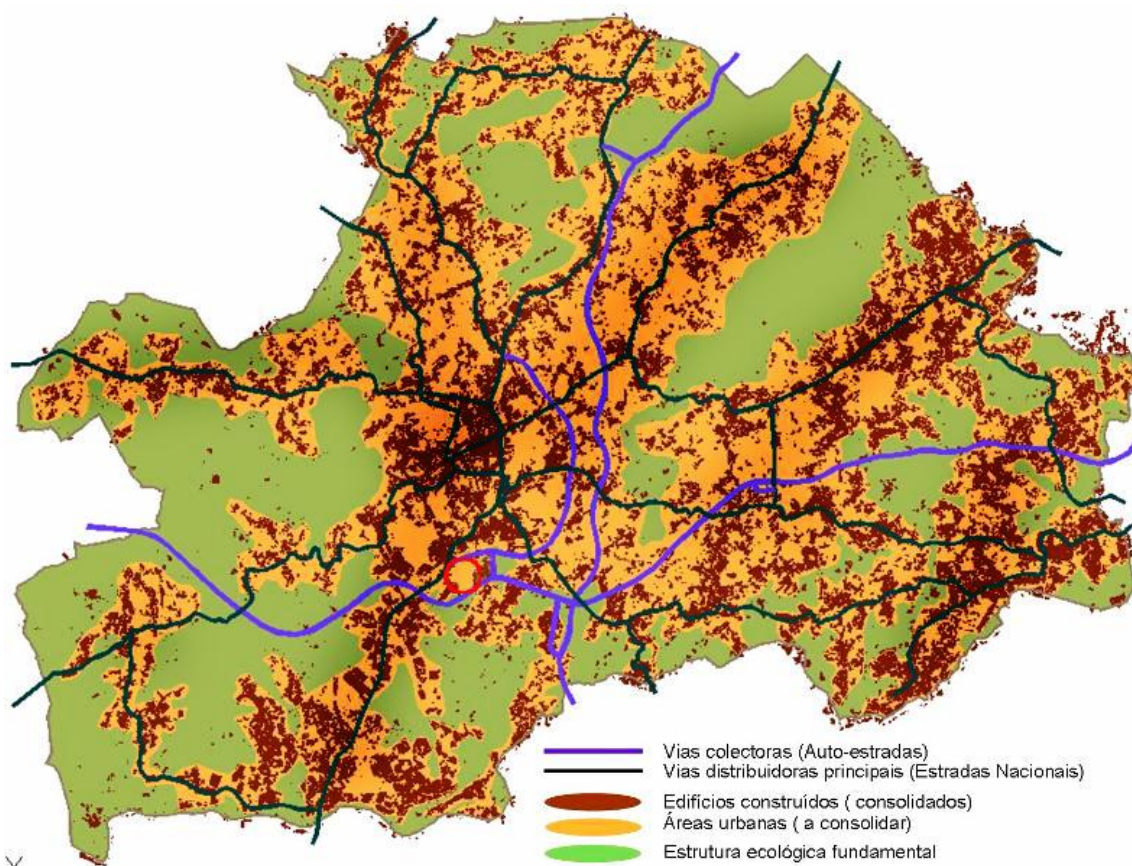 Vias colectoras (Auto-estradas)
Vias distribuidoras principais (Estradas Nacionais)
Edifícios construídos ( consolidados)
Áreas urbanas ( a consolidar)
Estrutura ecológica fundamental